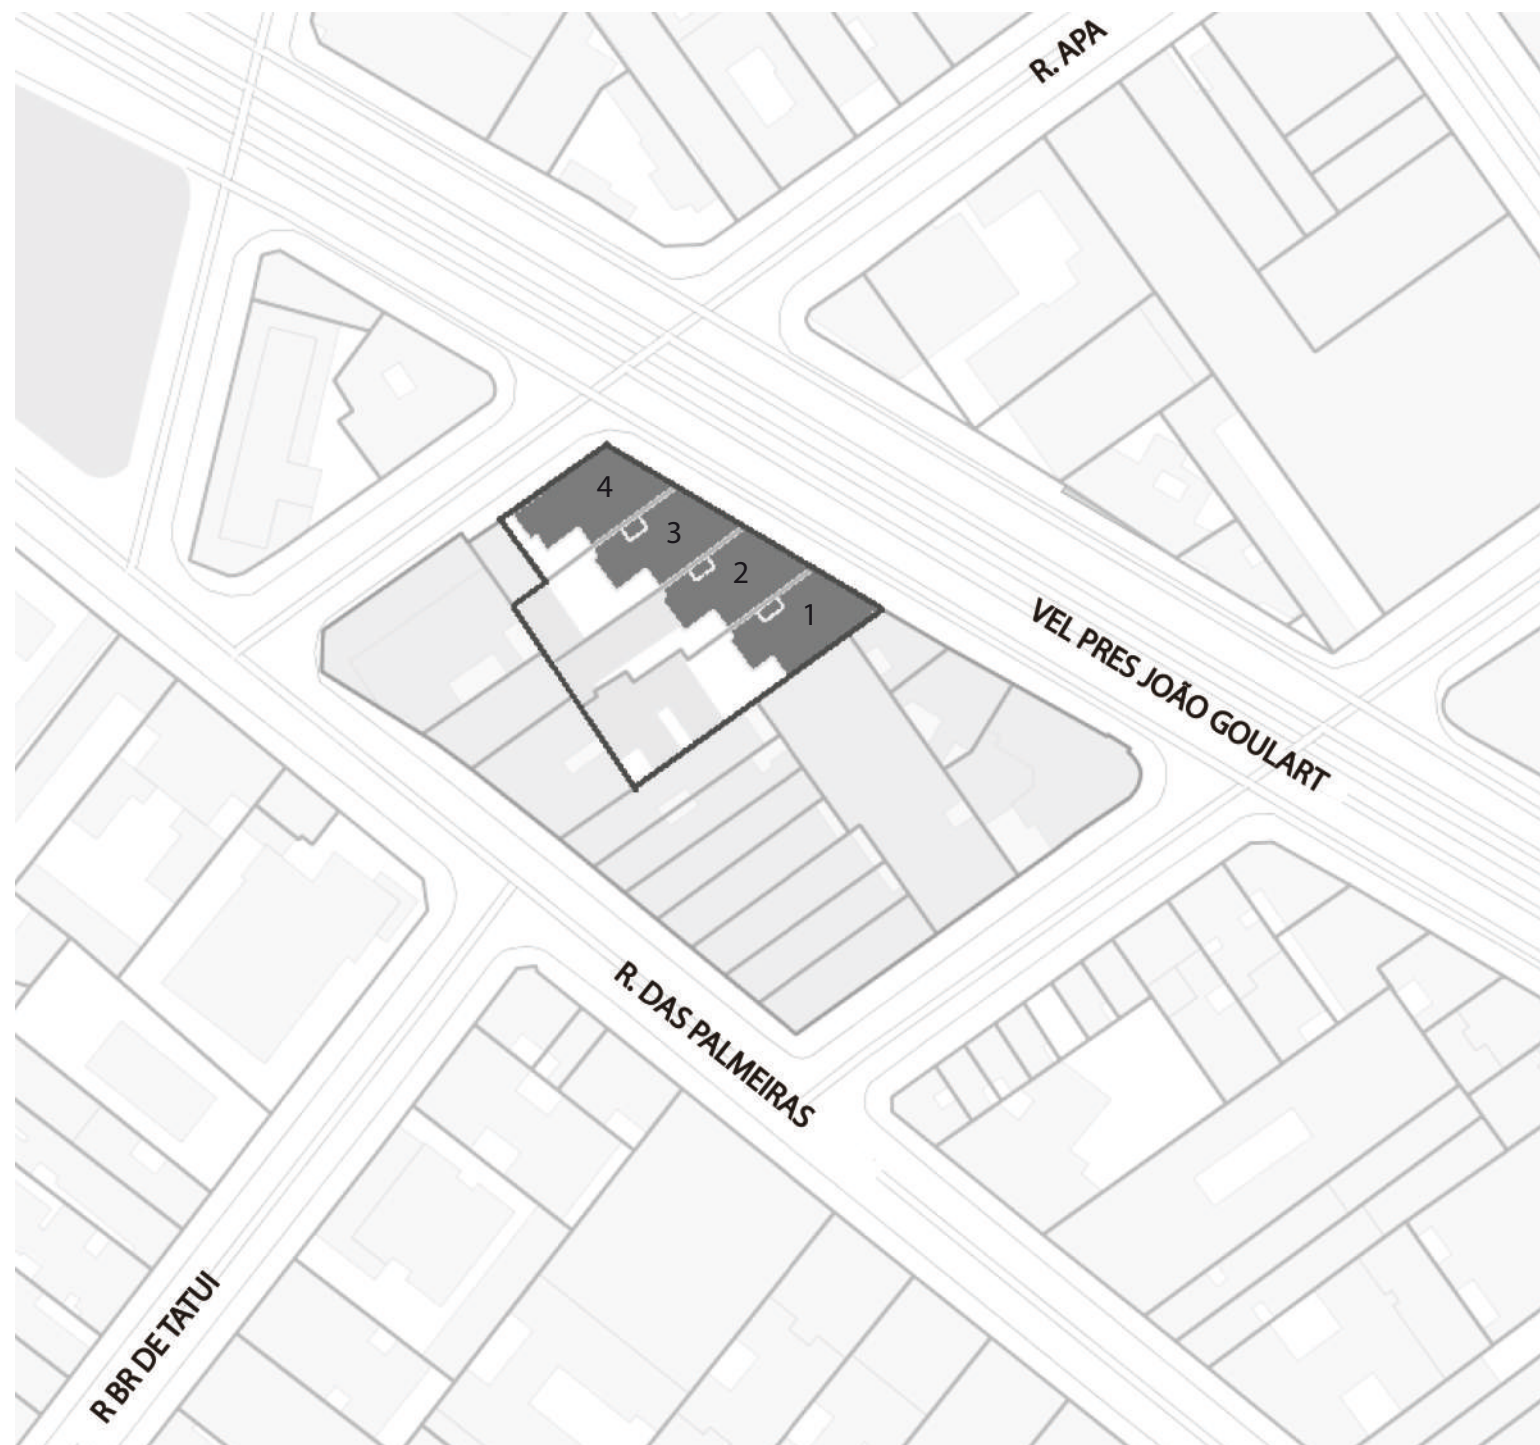 R. APA
4
3
2
1
VEL PRES JOÃO GOULART
R. DAS PALMEIRAS
R BR DE TATUI